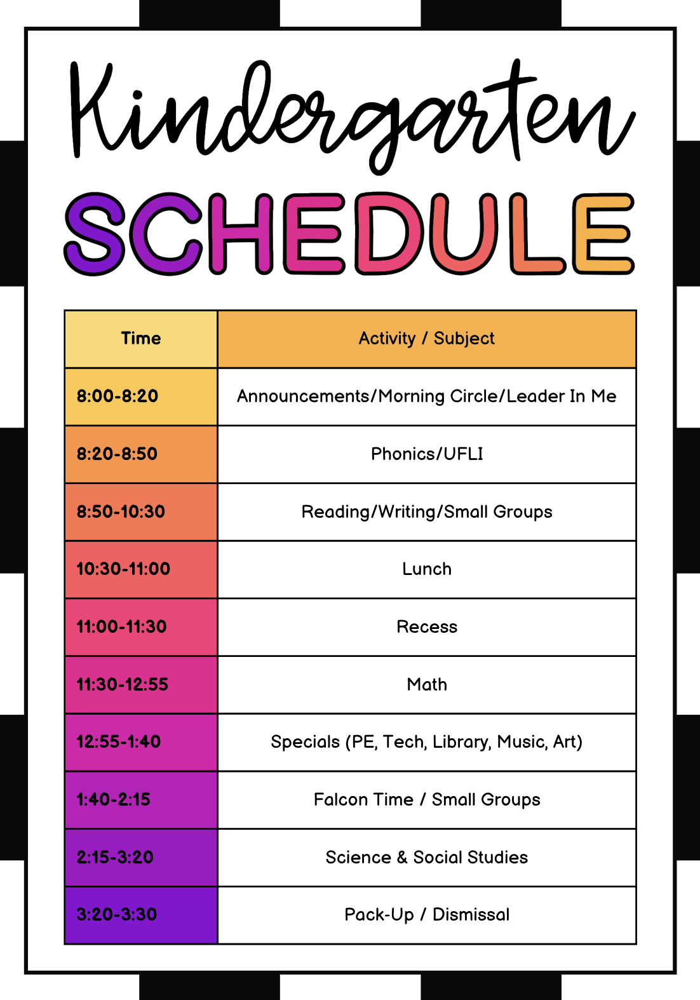 Kindergarten
SCHEDULE
Time Activity / Subject
8:00-8:20 Announcements/Morning Circle/Leader In Me
8:20-8:50 Phonics/UFLI
8:50-10:30 Reading/Writing/Small Groups
10:30-11:00 Lunch
11:00-11:30 Recess
11:30-12:55 Math
12:55-1:40 Specials (PE, Tech, Library, Music, Art)
1:40-2:15 Falcon Time / Small Groups
2:15-3:20 Science & Social Studies
3:20-3:30 Pack-Up / Dismissal